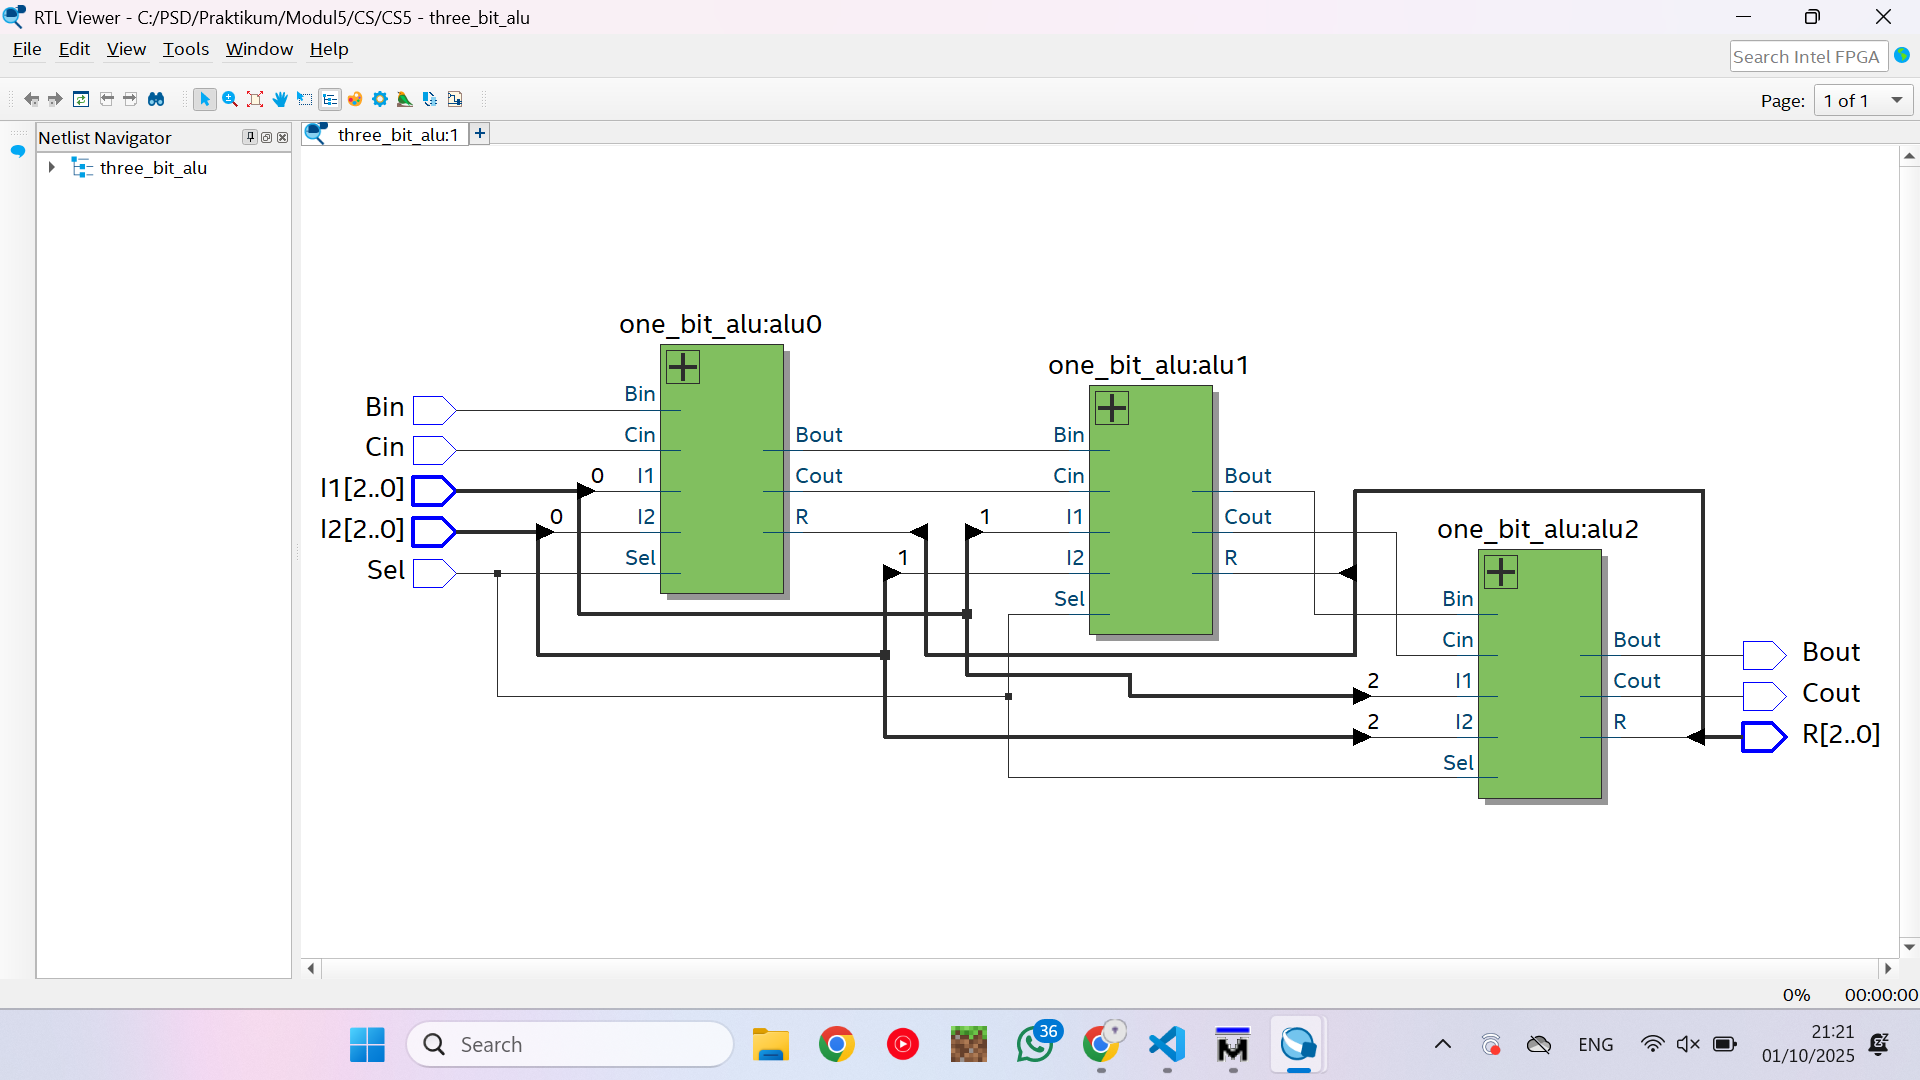 RTL Viewer - C:/PSD/Praktikum/Modul5/CS/CS5 - three_bit_alu
File Edit View Tools Window Help
Search Intel FPGA
Page: 1 of 1
Netlist Navigator
three_bit_alu
three_bit_alu:1
+
one_bit_alu:alu0
Bin
Cin
I1
I2
Sel
Bout
Cout
R
one_bit_alu:alu1
Bin
Cin
I1
I2
Sel
Bout
Cout
R
one_bit_alu:alu2
Bin
Cin
I1
I2
Sel
Bout
Cout
R
Bin
Cin
I1[2..0]
I2[2..0]
Sel
0
0
1
1
2
2
Bout
Cout
R[2..0]
0% 00:00:00
Search
36
ENG
21:21
01/10/2025